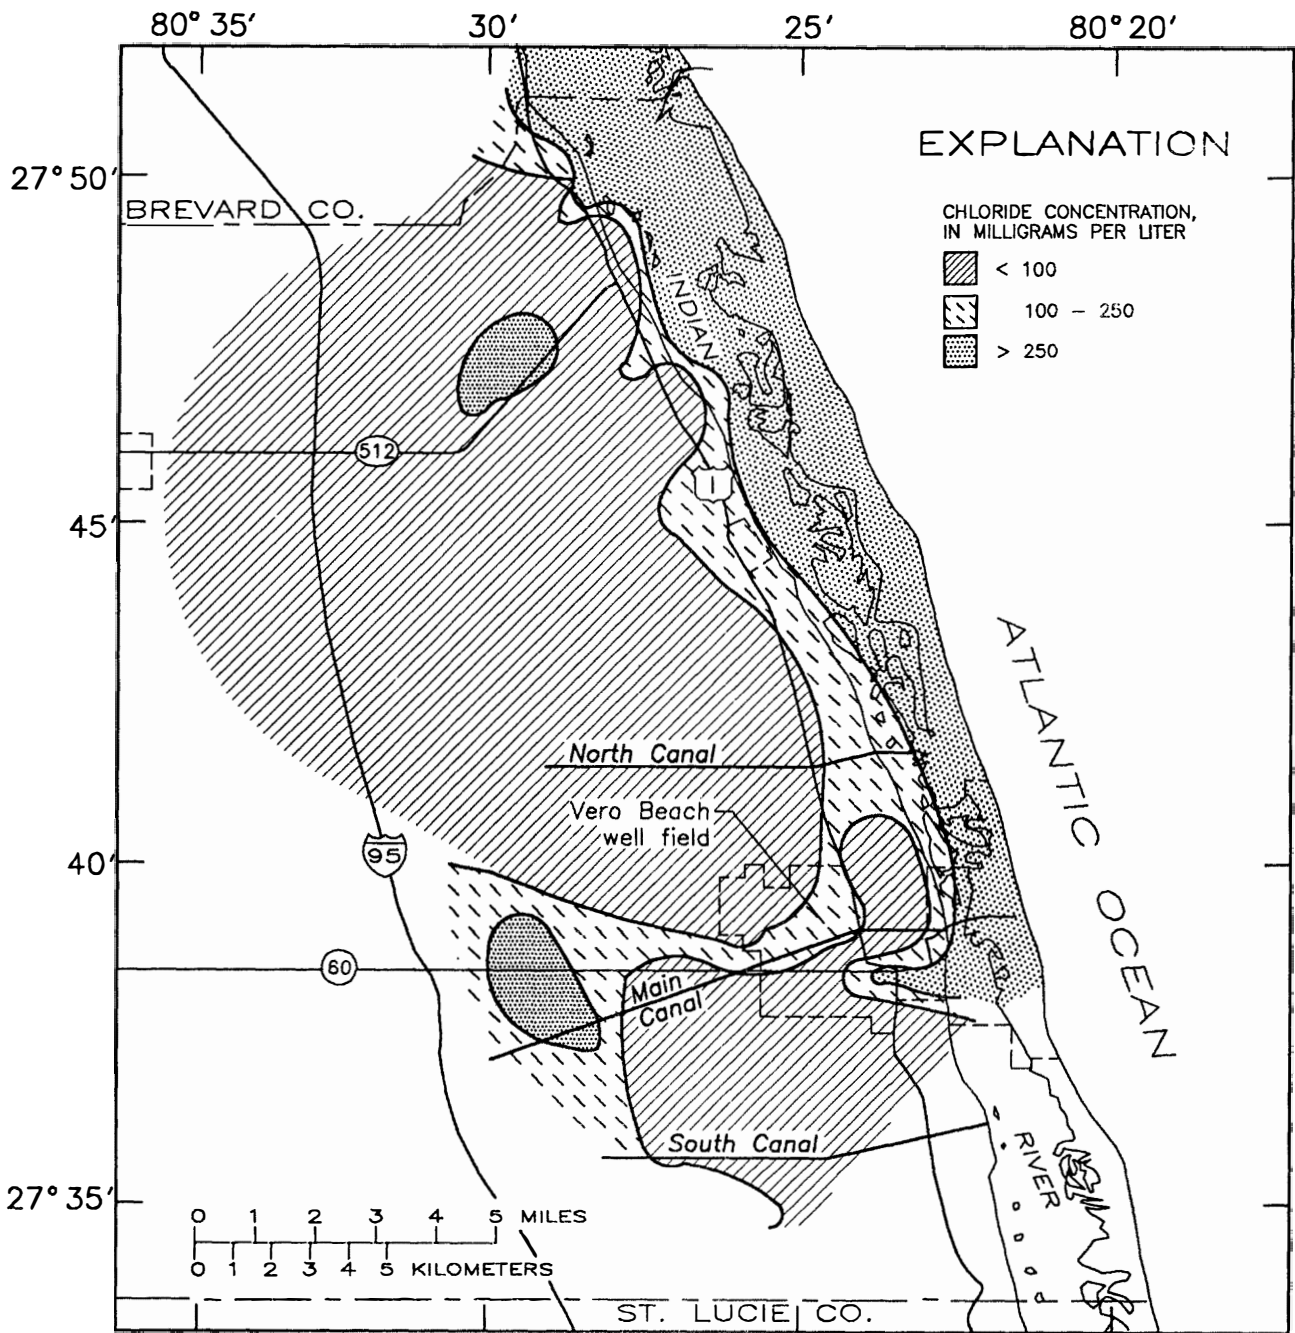 80° 35′ 30′ 25′ 80° 20′
EXPLANATION
27° 50′
BREVARD CO.
CHLORIDE CONCENTRATION,
IN MILLIGRAMS PER LITER
< 100
100 – 250
> 250
INDIAN
512
1
45′
ATLANTIC OCEAN
North Canal
Vero Beach
well field
95
40′
60
Main
Canal
South Canal
RIVER
27° 35′
0 1 2 3 4 5 MILES
0 1 2 3 4 5 KILOMETERS
ST. LUCIE CO.